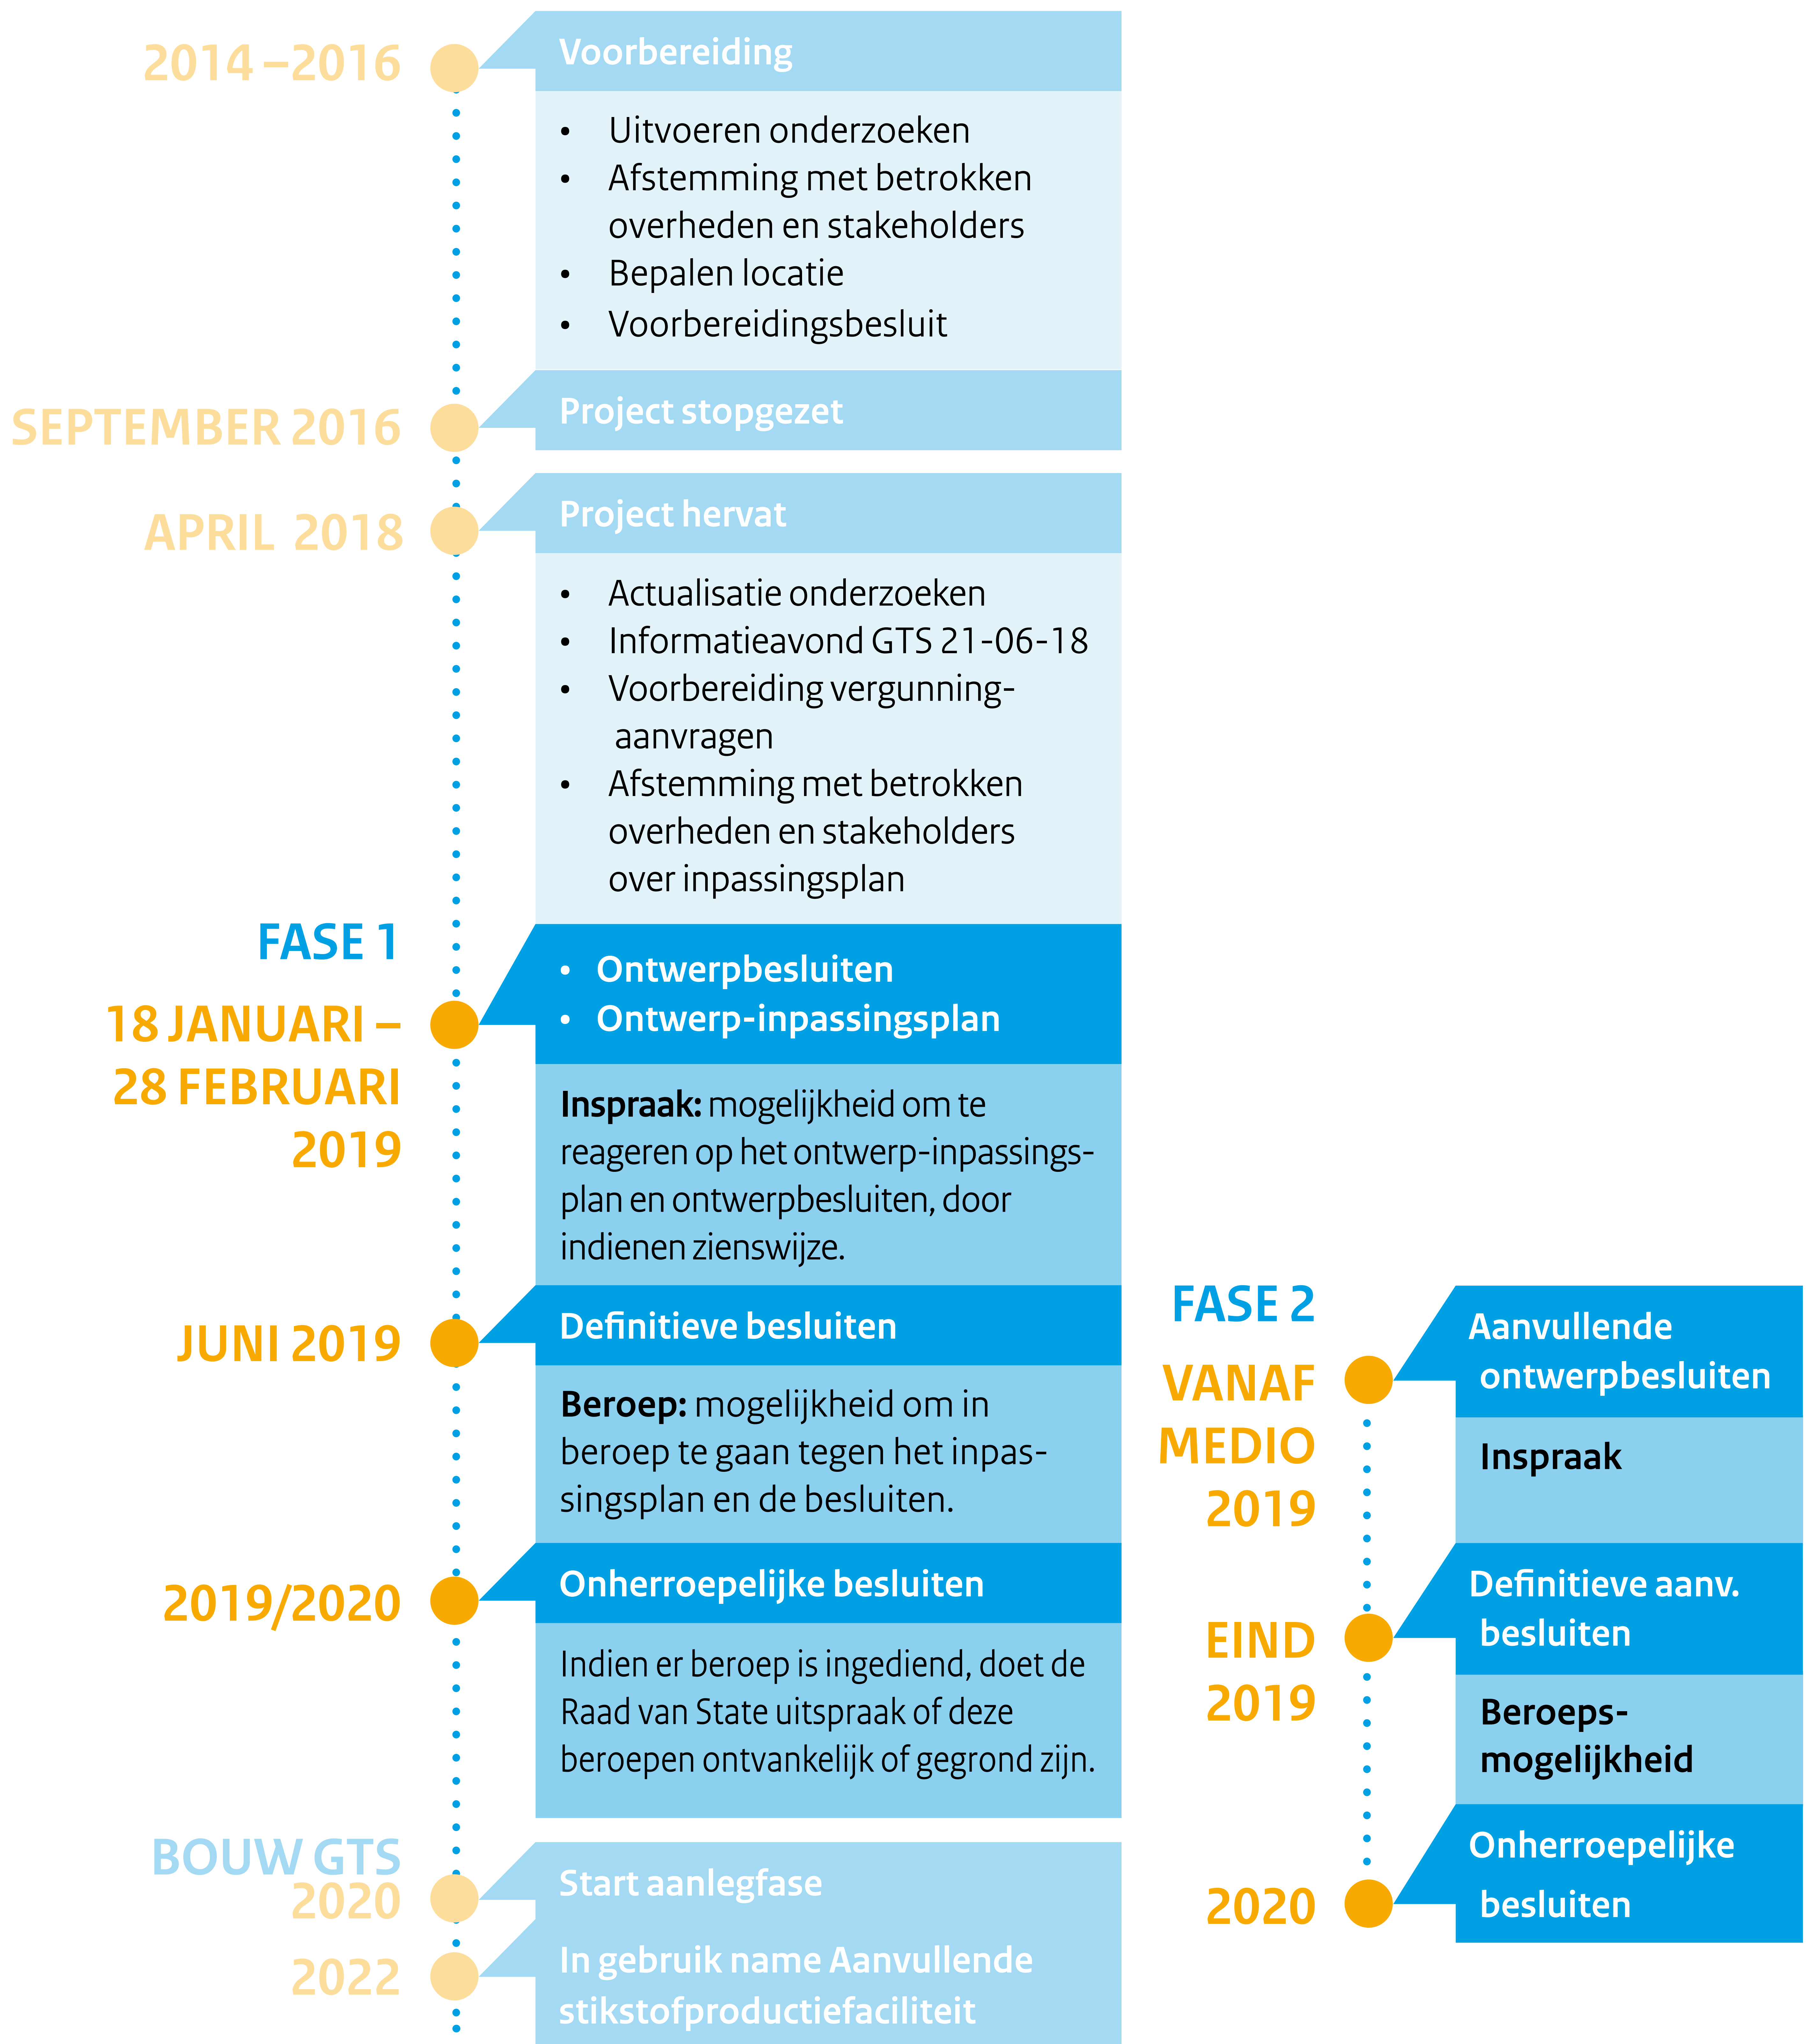 2014 –2016
Voorbereiding
• Uitvoeren onderzoeken
• Afstemming met betrokken
overheden en stakeholders
• Bepalen locatie
• Voorbereidingsbesluit
SEPTEMBER 2016
Project stopgezet
APRIL 2018
Project hervat
• Actualisatie onderzoeken
• Informatieavond GTS 21-06-18
• Voorbereiding vergunning-
aanvragen
• Afstemming met betrokken
overheden en stakeholders
over inpassingsplan
FASE 1
18 JANUARI –
28 FEBRUARI
2019
• Ontwerpbesluiten
• Ontwerp-inpassingsplan
Inspraak: mogelijkheid om te
reageren op het ontwerp-inpassings-
plan en ontwerpbesluiten, door
indienen zienswijze.
JUNI 2019
Definitieve besluiten
Beroep: mogelijkheid om in
beroep te gaan tegen het inpas-
singsplan en de besluiten.
2019/2020
Onherroepelijke besluiten
Indien er beroep is ingediend, doet de
Raad van State uitspraak of deze
beroepen ontvankelijk of gegrond zijn.
BOUW GTS
2020
Start aanlegfase
2022
In gebruik name Aanvullende
stikstofproductiefaciliteit
FASE 2
VANAF
MEDIO
2019
Aanvullende
ontwerpbesluiten
Inspraak
EIND
2019
Definitieve aanv.
besluiten
Beroeps-
mogelijkheid
2020
Onherroepelijke
besluiten